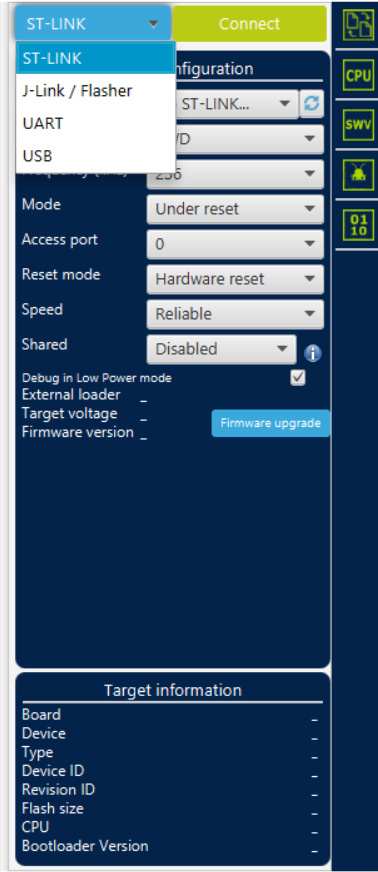 ST-LINK Connect
ST-LINK
J-Link / Flasher
UART
USB
nfiguration
ST-LINK...
/D
Mode Under reset
Access port 0
Reset mode Hardware reset
Speed Reliable
Shared Disabled
Debug in Low Power mode
External loader _
Target voltage _
Firmware version _
Firmware upgrade
Target information
Board _
Device _
Type _
Device ID _
Revision ID _
Flash size _
CPU _
Bootloader Version _
CPU
SWV
01
10